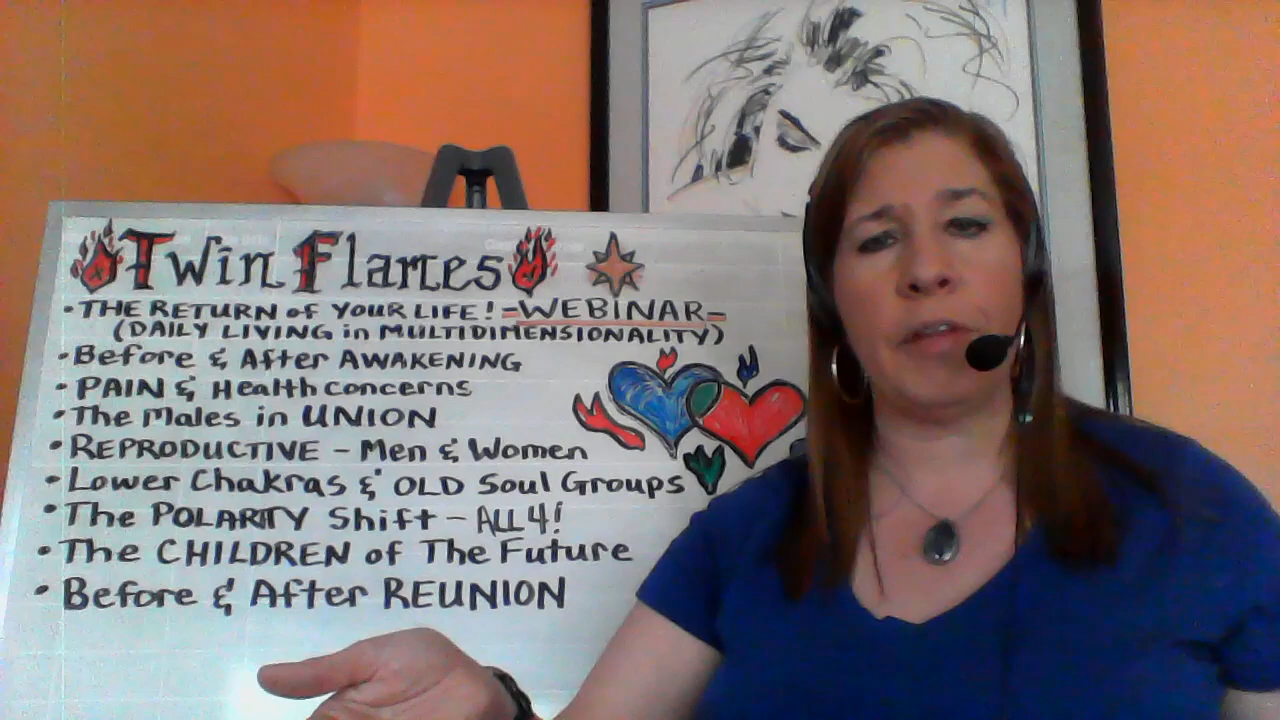 Twin Flames
• THE RETURN of YOUR LIFE! -WEBINAR-
(DAILY LIVING in MULTIDIMENSIONALITY)
• Before & After AWAKENING
• PAIN & Health concerns
• The Males in UNION
• REPRODUCTIVE - Men & Women
• Lower Chakras & OLD Soul Groups
• The POLARITY Shift - ALL 4!
• The CHILDREN of The Future
• Before & After REUNION